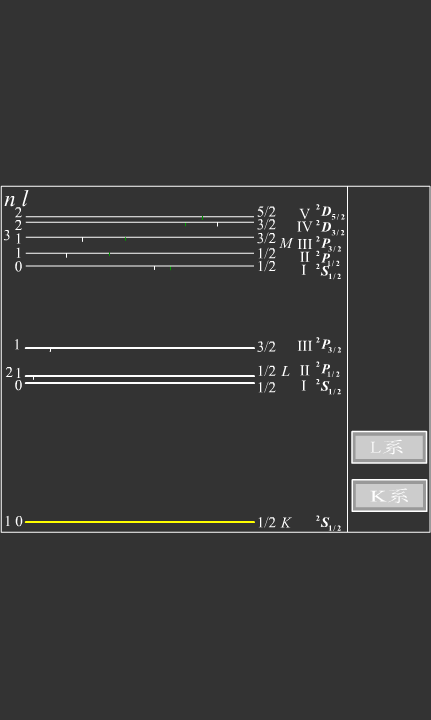 n l
2 5/2 V ²D₅/₂
2 3/2 IV ²D₃/₂
3 1 3/2 M III ²P₃/₂
1 1/2 II ²P₁/₂
0 1/2 I ²S₁/₂
1 3/2 III ²P₃/₂
2 1 1/2 L II ²P₁/₂
0 1/2 I ²S₁/₂
L系
K系
1 0 1/2 K ²S₁/₂